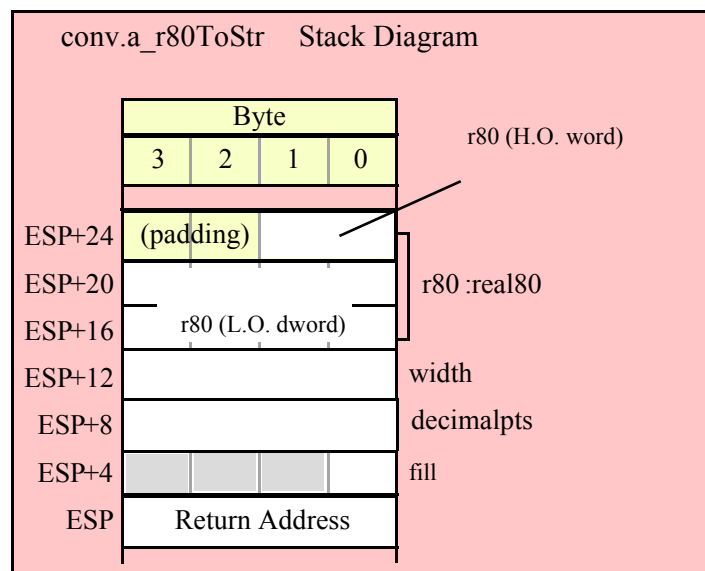 conv.a_r80ToStr Stack Diagram
Byte
r80 (H.O. word)
3 2 1 0
ESP+24 (padding)
ESP+20 r80 :real80
r80 (L.O. dword)
ESP+16
ESP+12 width
ESP+8 decimalpts
ESP+4 fill
ESP Return Address